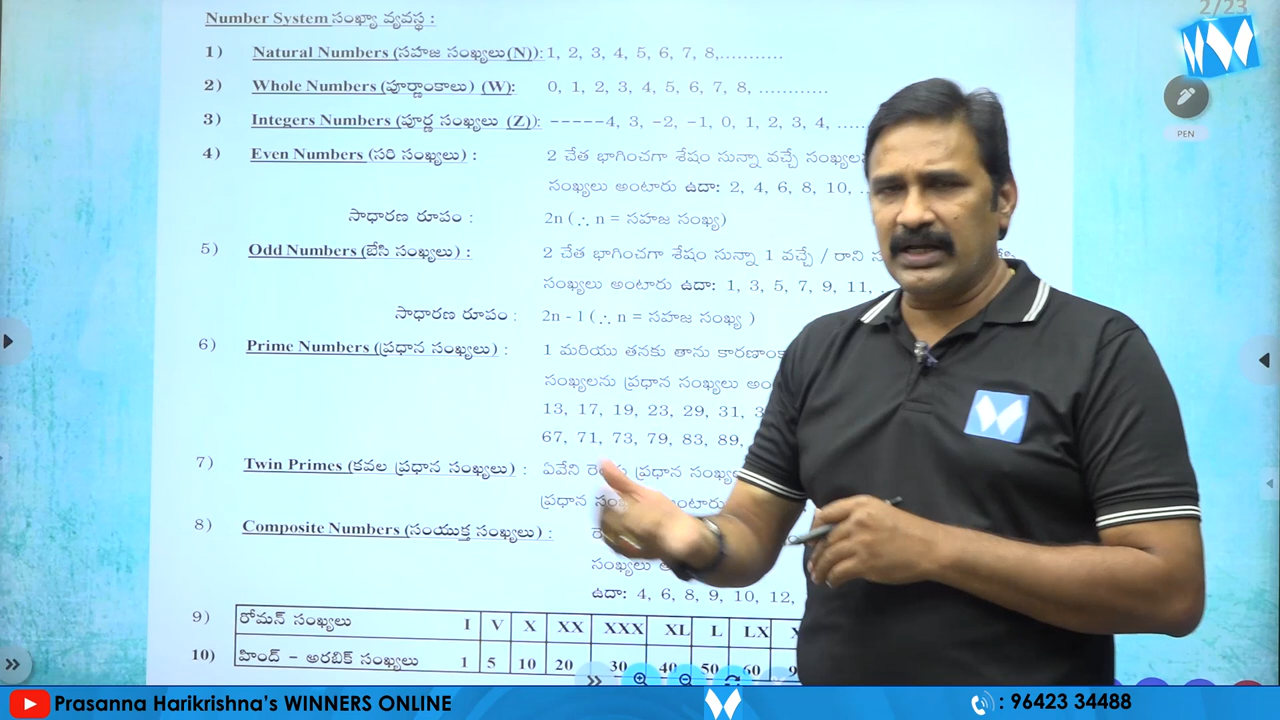 2/23
Number System సంఖ్యా వ్యవస్థ :
1) Natural Numbers (సహజ సంఖ్యలు(N)): 1, 2, 3, 4, 5, 6, 7, 8,...........
2) Whole Numbers (పూర్ణాంకాలు) (W): 0, 1, 2, 3, 4, 5, 6, 7, 8, ............
3) Integers Numbers (పూర్ణ సంఖ్యలు (Z)): -----4, 3, -2, -1, 0, 1, 2, 3, 4, .....
PEN
4) Even Numbers (సరి సంఖ్యలు) : 2 చేత భాగించగా శేషం సున్నా వచ్చే
సంఖ్యలు అంటారు ఉదా: 2, 4, 6, 8, 10,
సాధారణ రూపం : 2n ( ∴ n = సహజ సంఖ్య)
5) Odd Numbers (బేసి సంఖ్యలు) : 2 చేత భాగించగా శేషం సున్నా 1 వచ్చే / రాని
సంఖ్యలు అంటారు ఉదా: 1, 3, 5, 7, 9, 11,
సాధారణ రూపం : 2n - 1 ( ∴ n = సహజ సంఖ్య )
6) Prime Numbers (ప్రధాన సంఖ్యలు) : 1 మరియు తనకు తాను
సంఖ్యలను ప్రధాన సంఖ్యలు
13, 17, 19, 23, 29, 31,
67, 71, 73, 79, 83, 89,
7) Twin Primes (కవల ప్రధాన సంఖ్యలు) : ఏవేని ప్రధాన
ప్రధాన
8) Composite Numbers (సంయుక్త సంఖ్యలు) :
సంఖ్యలు
ఉదా: 4, 6, 8, 9, 10, 12,
9) రోమన్ సంఖ్యలు I V X XX XXX XL L LX
10) హింద్ - అరబిక్ సంఖ్యలు 1 5 10 20 30 40 50 60
Prasanna Harikrishna's WINNERS ONLINE : 96423 34488